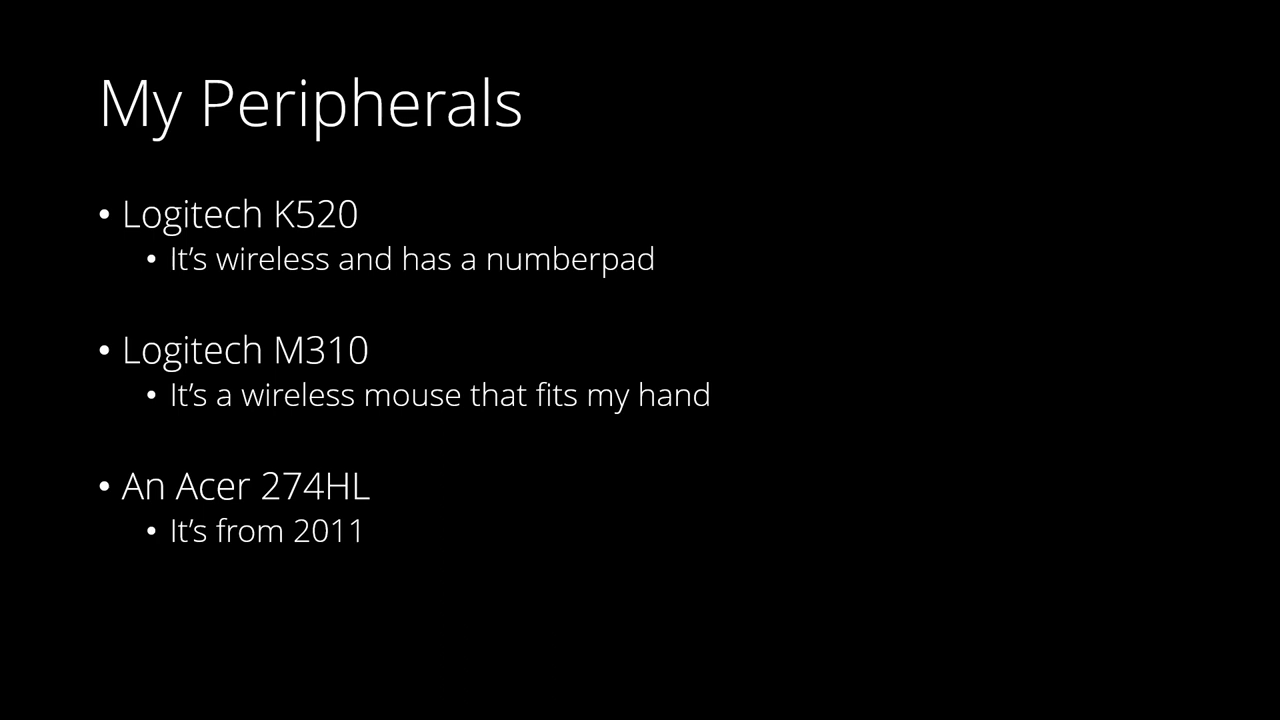 My Peripherals
• Logitech K520
• It’s wireless and has a numberpad
• Logitech M310
• It’s a wireless mouse that fits my hand
• An Acer 274HL
• It’s from 2011